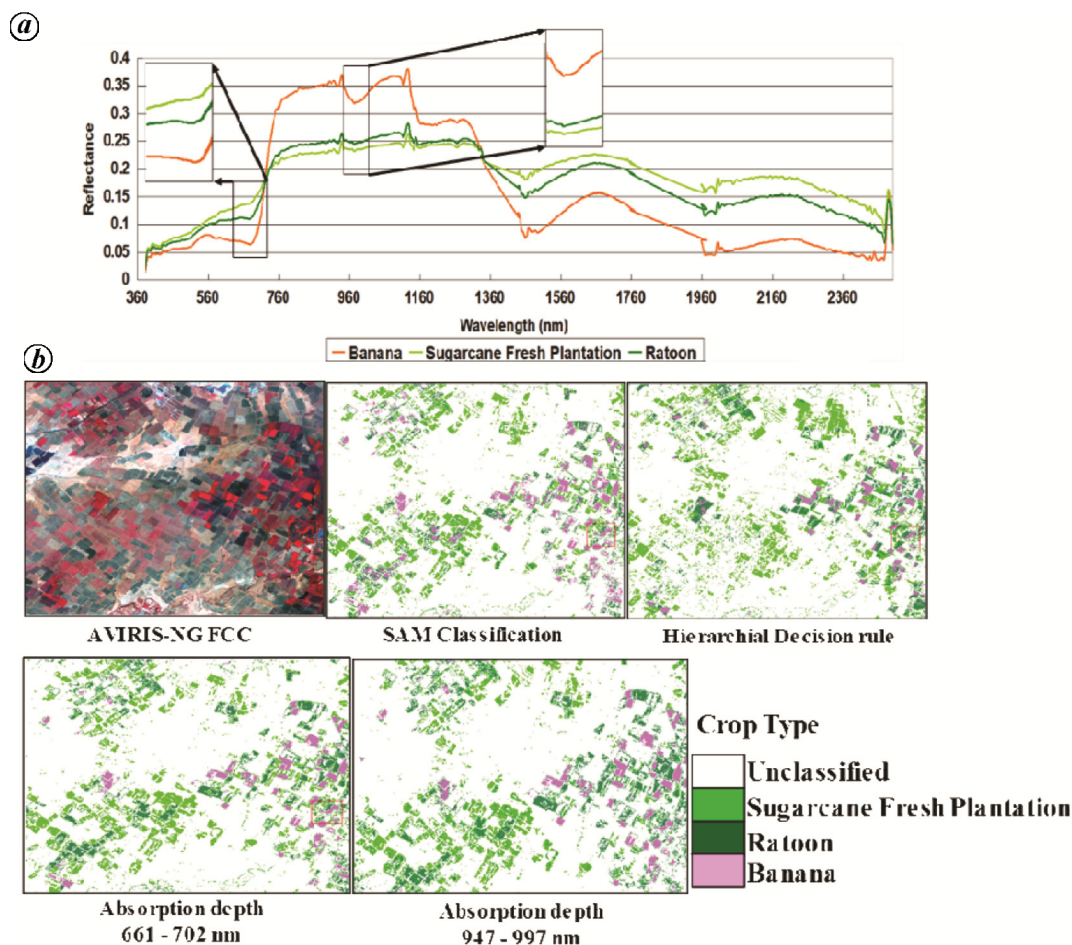 a
0.4
0.35
0.3
0.25
0.2
0.15
0.1
0.05
0
Reflectance
360 560 760 960 1160 1360 1560 1760 1960 2160 2360
Wavelength (nm)
Banana Sugarcane Fresh Plantation Ratoon
b
AVIRIS-NG FCC
SAM Classification
Hierarchial Decision rule
Absorption depth
661 - 702 nm
Absorption depth
947 - 997 nm
Crop Type
Unclassified
Sugarcane Fresh Plantation
Ratoon
Banana